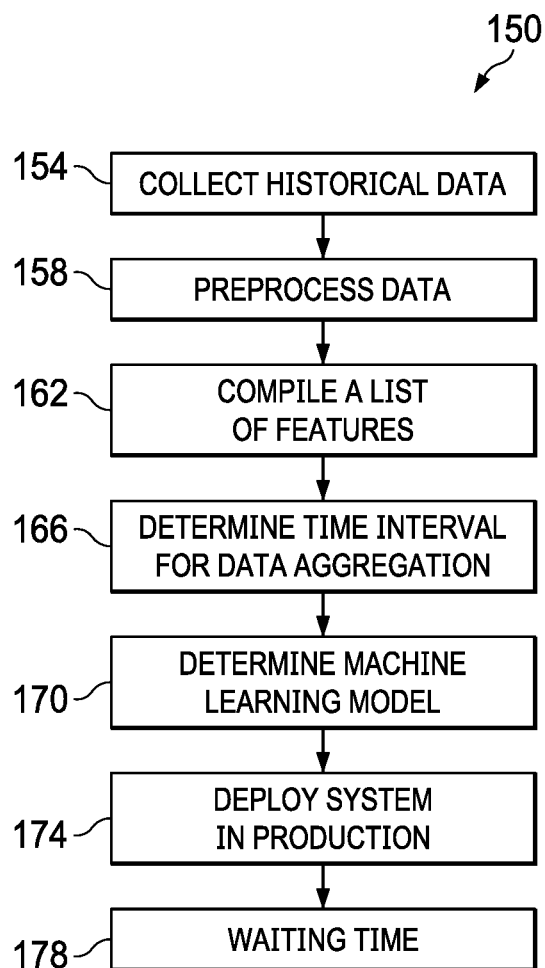 150
154
COLLECT HISTORICAL DATA
158
PREPROCESS DATA
162
COMPILE A LIST
OF FEATURES
166
DETERMINE TIME INTERVAL
FOR DATA AGGREGATION
170
DETERMINE MACHINE
LEARNING MODEL
174
DEPLOY SYSTEM
IN PRODUCTION
178
WAITING TIME